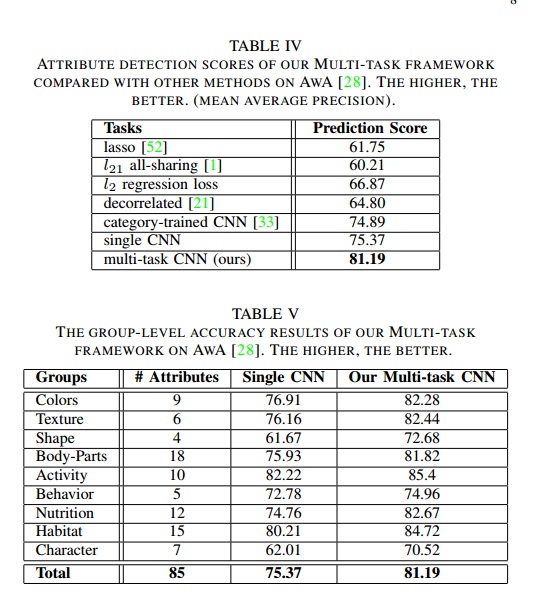 8
TABLE IV
ATTRIBUTE DETECTION SCORES OF OUR MULTI-TASK FRAMEWORK
COMPARED WITH OTHER METHODS ON AWA [28]. THE HIGHER, THE
BETTER. (MEAN AVERAGE PRECISION).
Tasks Prediction Score
lasso [52] 61.75
l21 all-sharing [1] 60.21
l2 regression loss 66.87
decorrelated [21] 64.80
category-trained CNN [33] 74.89
single CNN 75.37
multi-task CNN (ours) 81.19
TABLE V
THE GROUP-LEVEL ACCURACY RESULTS OF OUR MULTI-TASK
FRAMEWORK ON AWA [28]. THE HIGHER, THE BETTER.
Groups # Attributes Single CNN Our Multi-task CNN
Colors 9 76.91 82.28
Texture 6 76.16 82.44
Shape 4 61.67 72.68
Body-Parts 18 75.93 81.82
Activity 10 82.22 85.4
Behavior 5 72.78 74.96
Nutrition 12 74.76 82.67
Habitat 15 80.21 84.72
Character 7 62.01 70.52
Total 85 75.37 81.19